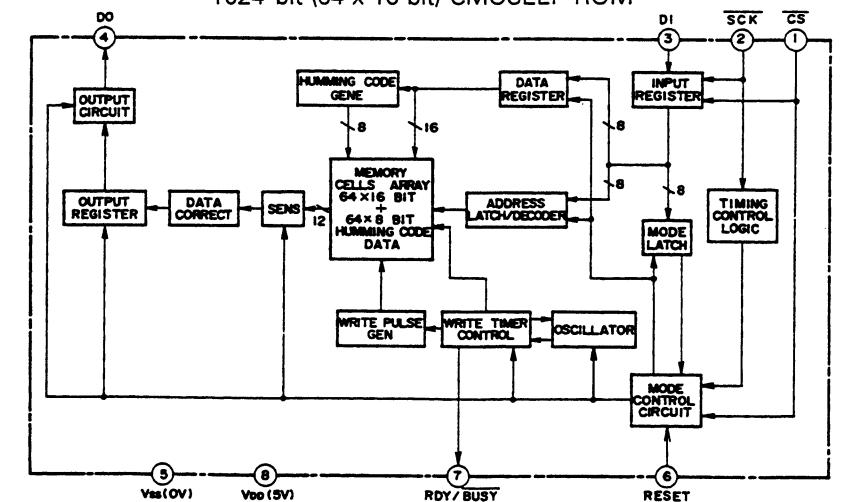 1024 bit (64 x 16 bit) CMOSEEP ROM
DO
DI
SCK
CS
4
3
2
1
HUMMING CODE
GENE
DATA
REGISTER
INPUT
REGISTER
OUTPUT
CIRCUIT
8
16
8
MEMORY
CELLS ARRAY
64×16 BIT
+
64×8 BIT
HUMMING CODE
DATA
8
8
OUTPUT
REGISTER
DATA
CORRECT
SENS
12
ADDRESS
LATCH/DECODER
MODE
LATCH
TIMING
CONTROL
LOGIC
WRITE PULSE
GEN
WRITE TIMER
CONTROL
OSCILLATOR
MODE
CONTROL
CIRCUIT
5
8
7
6
VSS(0V)
VDD(5V)
RDY/BUSY
RESET